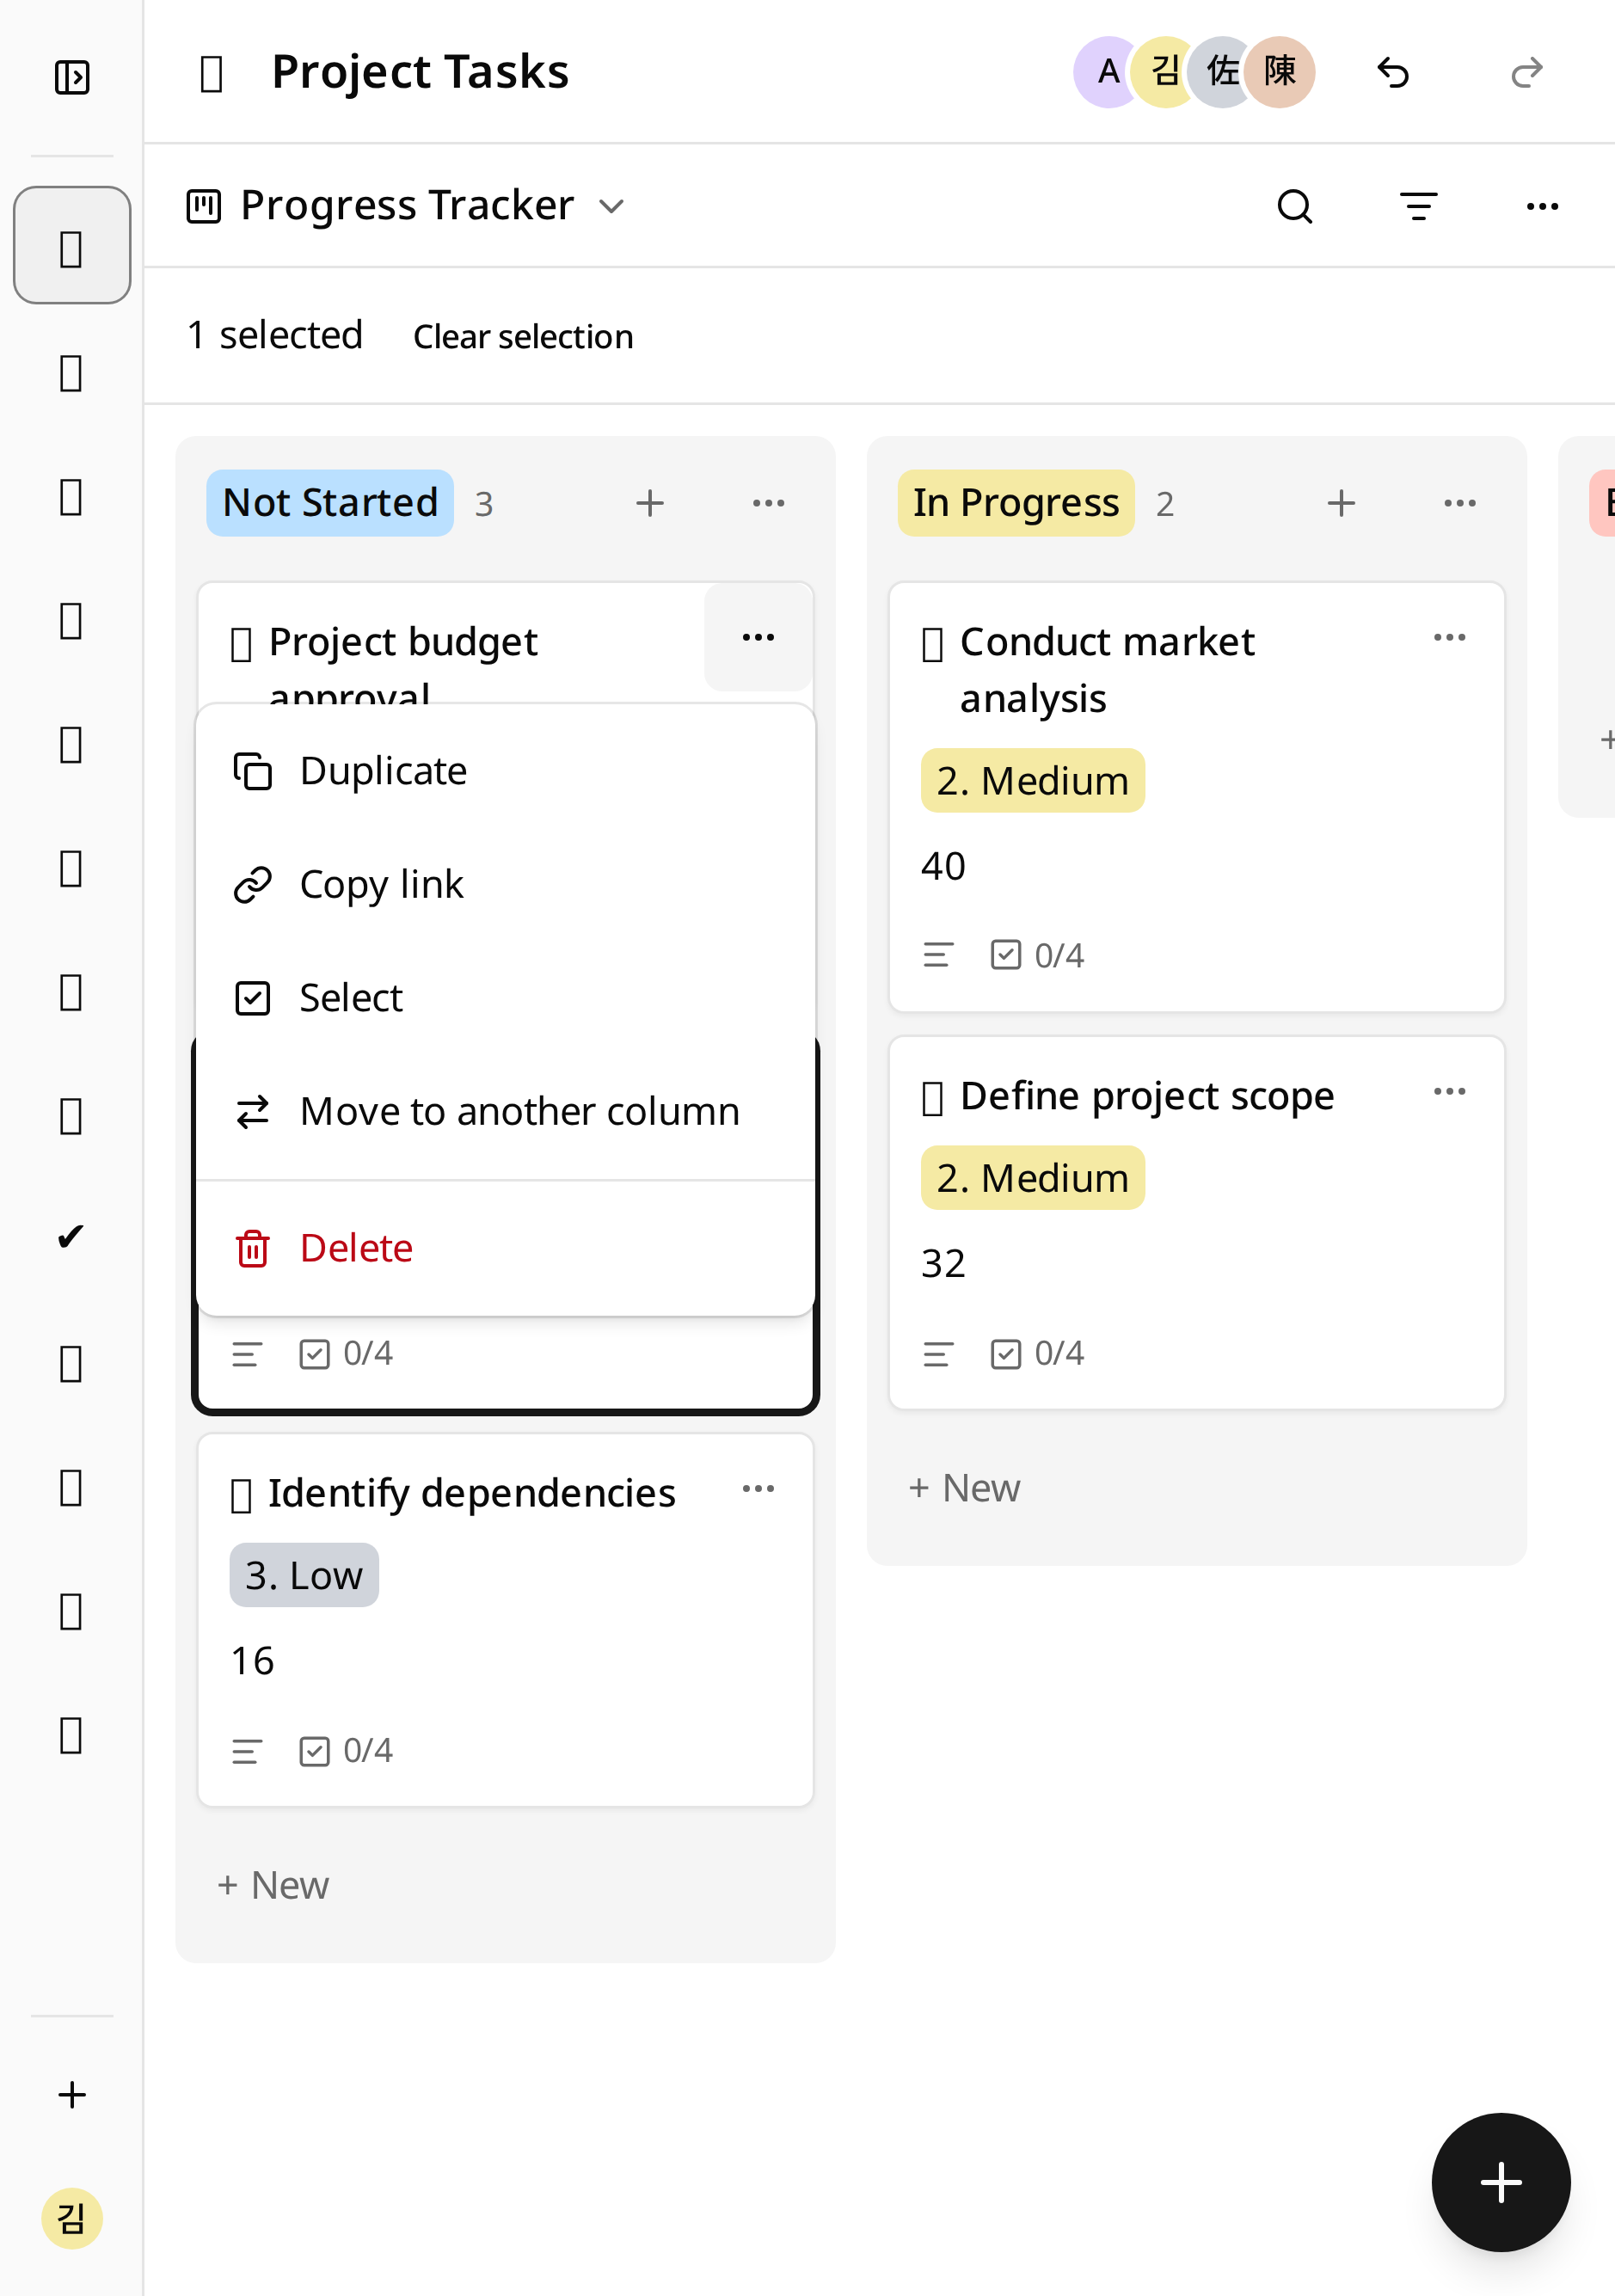 Project Tasks
A 김 佐 陳
Progress Tracker
1 selected Clear selection
Not Started 3
Project budget
approval
Duplicate
Copy link
Select
Move to another column
Delete
0/4
Identify dependencies
3. Low
16
0/4
+ New
In Progress 2
Conduct market
analysis
2. Medium
40
0/4
Define project scope
2. Medium
32
0/4
+ New
김